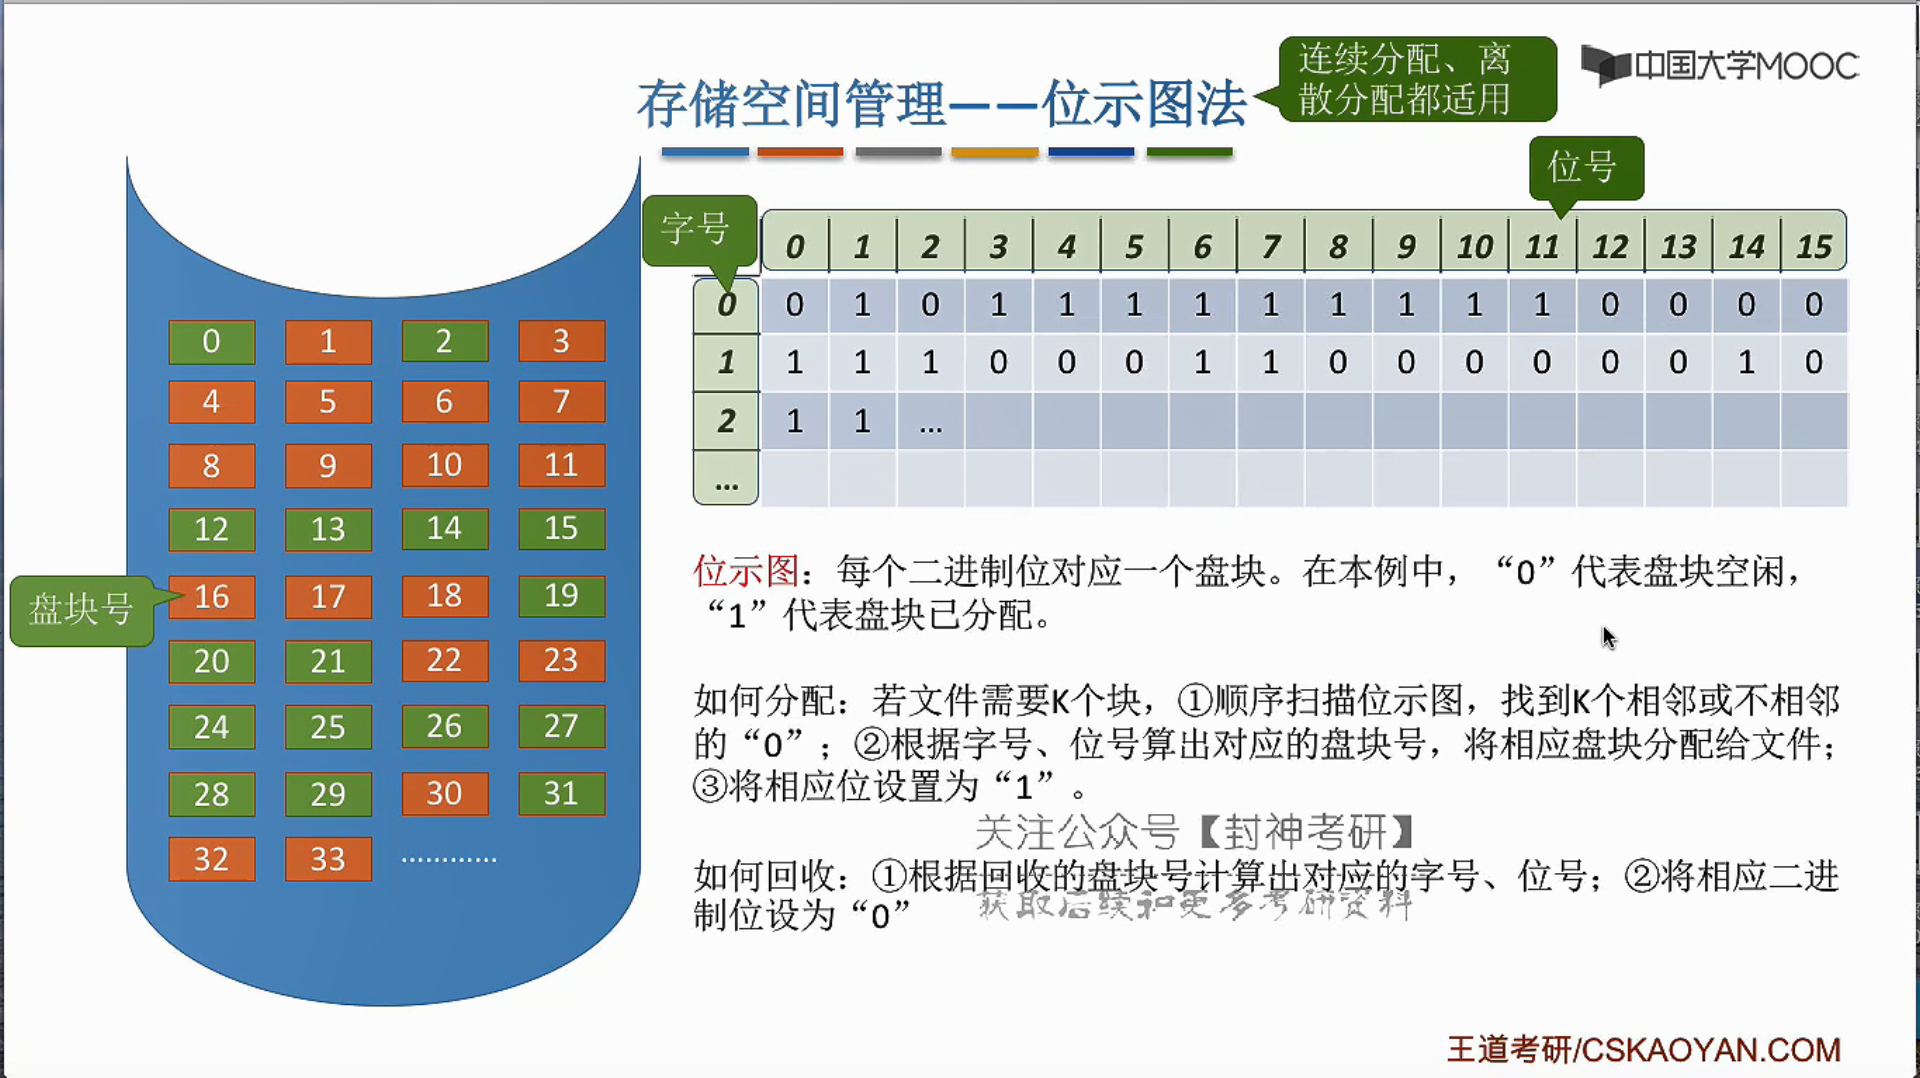 连续分配、离
散分配都适用
中国大学MOOC
存储空间管理——位示图法
位号
字号
0 1 2 3 4 5 6 7 8 9 10 11 12 13 14 15
0 0 1 0 1 1 1 1 1 1 1 1 1 0 0 0 0
1 1 1 1 0 0 0 1 1 0 0 0 0 0 0 1 0
2 1 1 ...
...
0 1 2 3
4 5 6 7
8 9 10 11
12 13 14 15
盘块号
16 17 18 19
20 21 22 23
24 25 26 27
28 29 30 31
32 33 …………
位示图：每个二进制位对应一个盘块。在本例中，“0”代表盘块空闲，
“1”代表盘块已分配。
如何分配：若文件需要K个块，①顺序扫描位示图，找到K个相邻或不相邻
的“0”；②根据字号、位号算出对应的盘块号，将相应盘块分配给文件；
③将相应位设置为“1”。
关注公众号【封神考研】
如何回收：①根据回收的盘块号计算出对应的字号、位号；②将相应二进
制位设为“0”
获取后续和更多考研资料
王道考研/CSKAOYAN.COM